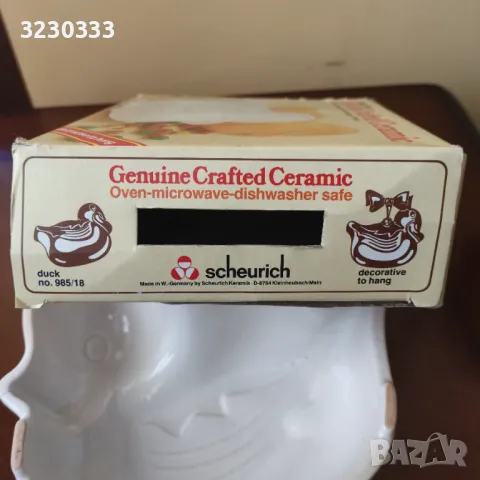 3230333
Genuine Crafted Ceramic
Oven-microwave-dishwasher safe
scheurich
duck
no. 985/18
Made in W.-Germany by Scheurich Keramik · D-8764 Kleinheubach/Main
decorative
to hang
BAZAR